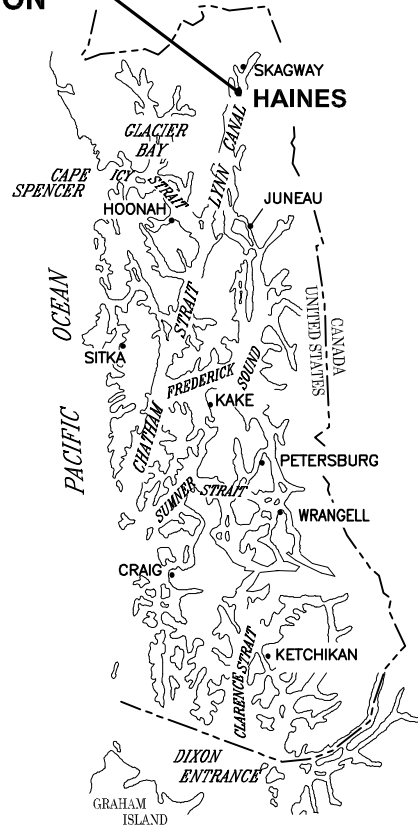 ON
SKAGWAY
HAINES
GLACIER
BAY
LYNN CANAL
CAPE
SPENCER
ICY STRAIT
HOONAH
JUNEAU
PACIFIC OCEAN
CHATHAM STRAIT
SITKA
CANADA
UNITED STATES
FREDERICK SOUND
KAKE
PETERSBURG
SUMNER STRAIT
WRANGELL
CRAIG
CLARENCE STRAIT
KETCHIKAN
DIXON
ENTRANCE
GRAHAM
ISLAND